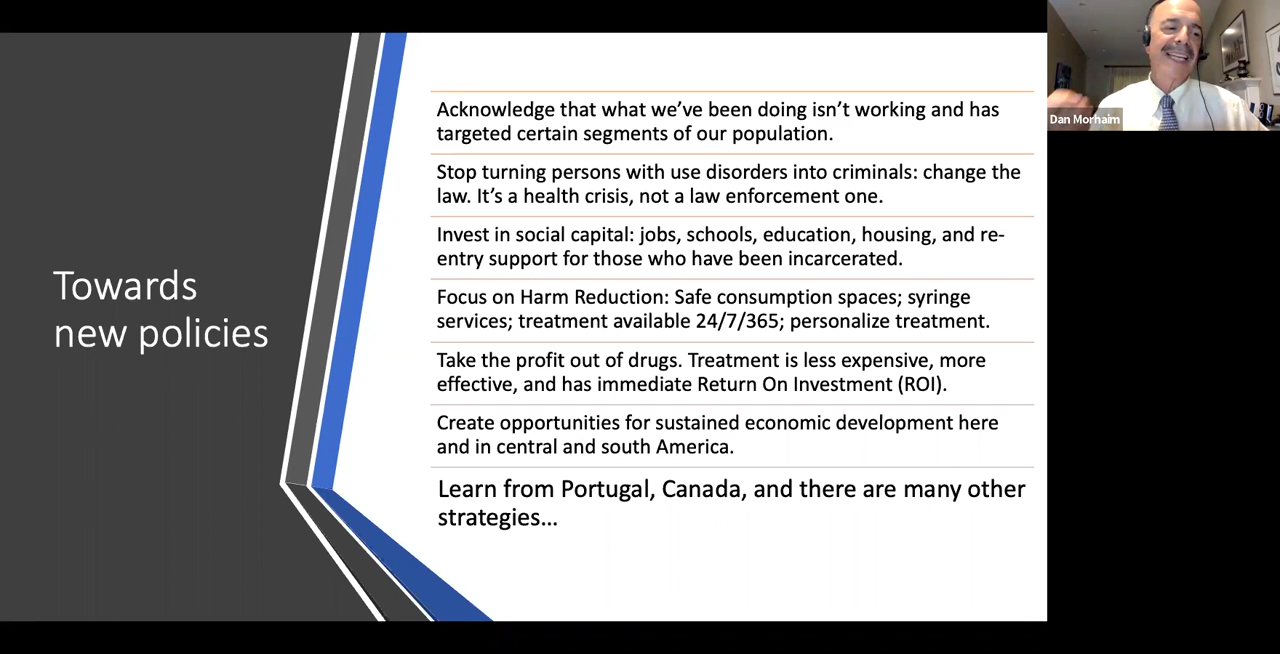 Towards
new policies
Acknowledge that what we've been doing isn't working and has
targeted certain segments of our population.
Stop turning persons with use disorders into criminals: change the
law. It's a health crisis, not a law enforcement one.
Invest in social capital: jobs, schools, education, housing, and re-
entry support for those who have been incarcerated.
Focus on Harm Reduction: Safe consumption spaces; syringe
services; treatment available 24/7/365; personalize treatment.
Take the profit out of drugs. Treatment is less expensive, more
effective, and has immediate Return On Investment (ROI).
Create opportunities for sustained economic development here
and in central and south America.
Learn from Portugal, Canada, and there are many other
strategies…
Dan Morhaim